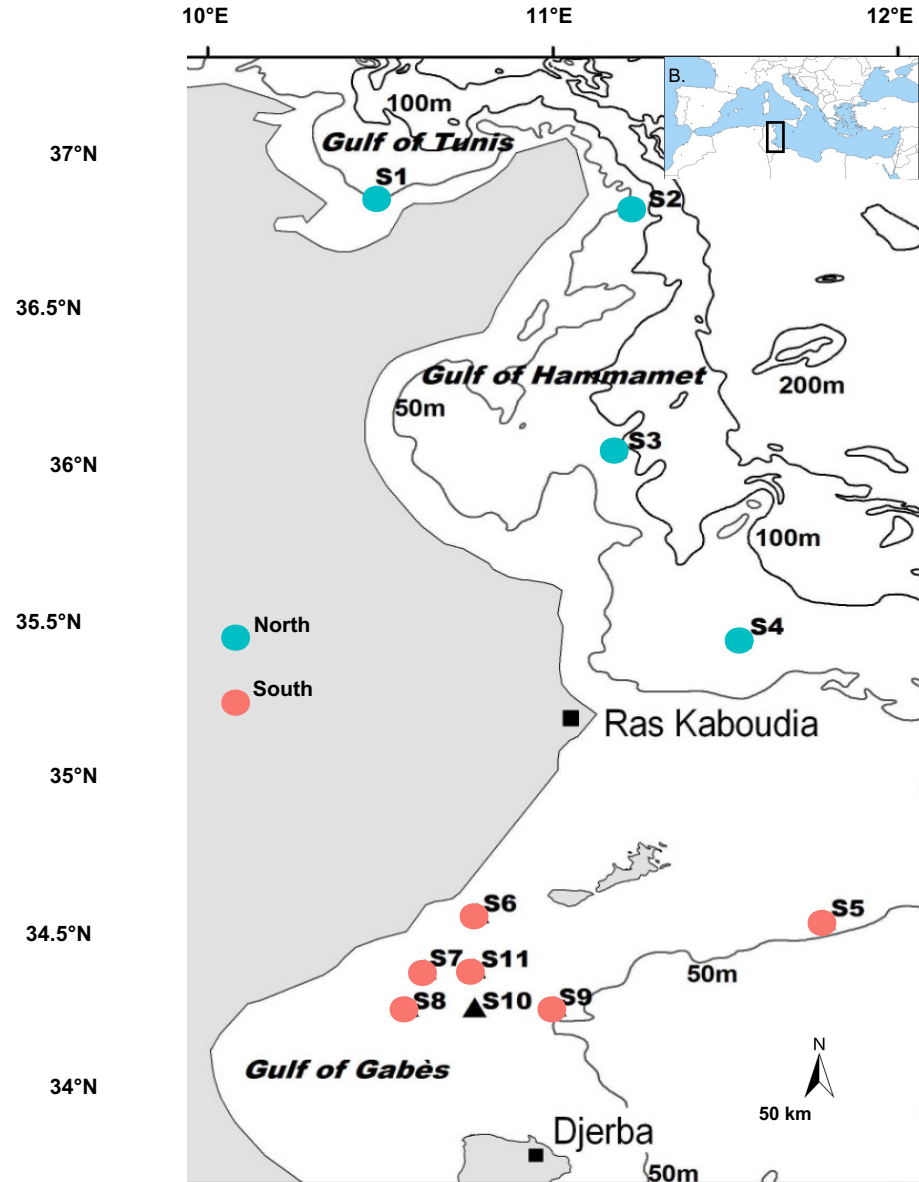 10°E
11°E
12°E
B.
100m
37°N
Gulf of Tunis
S1
S2
36.5°N
Gulf of Hammamet
200m
50m
S3
36°N
100m
35.5°N
North
S4
South
Ras Kaboudia
35°N
S6
S5
34.5°N
S7
S11
50m
S8
S10
S9
Gulf of Gabès
N
34°N
50 km
Djerba
50m